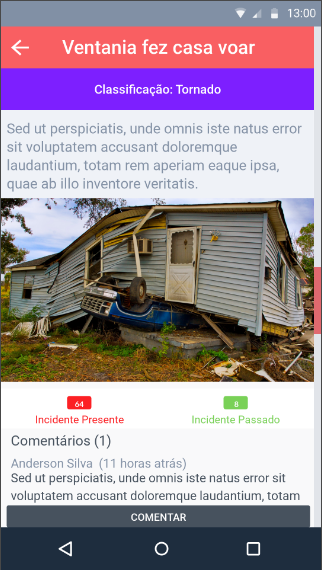 13:00
Ventania fez casa voar
Classificação: Tornado
Sed ut perspiciatis, unde omnis iste natus error
sit voluptatem accusant doloremque
laudantium, totam rem aperiam eaque ipsa,
quae ab illo inventore veritatis.
64
8
Incidente Presente
Incidente Passado
Comentários (1)
Anderson Silva (11 horas atrás)
Sed ut perspiciatis, unde omnis iste natus error sit
voluptatem accusant doloremque laudantium, totam
COMENTAR